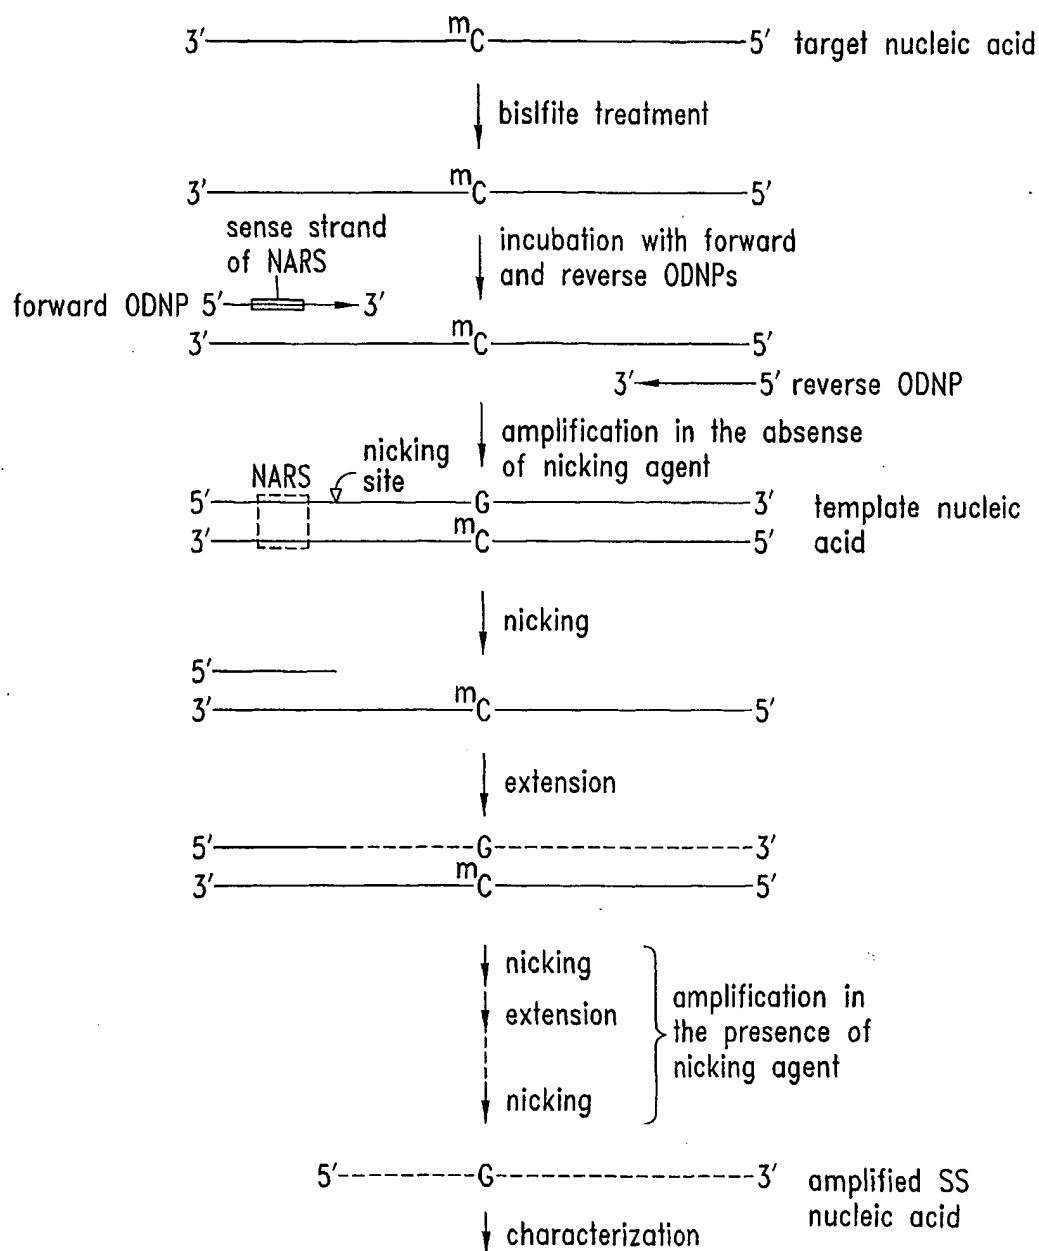 3' mC 5' target nucleic acid
bislfite treatment
3' mC 5'
sense strand
of NARS
incubation with forward
and reverse ODNPs
forward ODNP 5' 3'
3' mC 5'
3' 5' reverse ODNP
amplification in the absense
of nicking agent
nicking
site
NARS
5' G 3'
template nucleic
acid
3' mC 5'
nicking
5'
3' mC 5'
extension
5' G 3'
3' mC 5'
nicking
extension
nicking
amplification in
the presence of
nicking agent
5' G 3'
amplified SS
nucleic acid
characterization